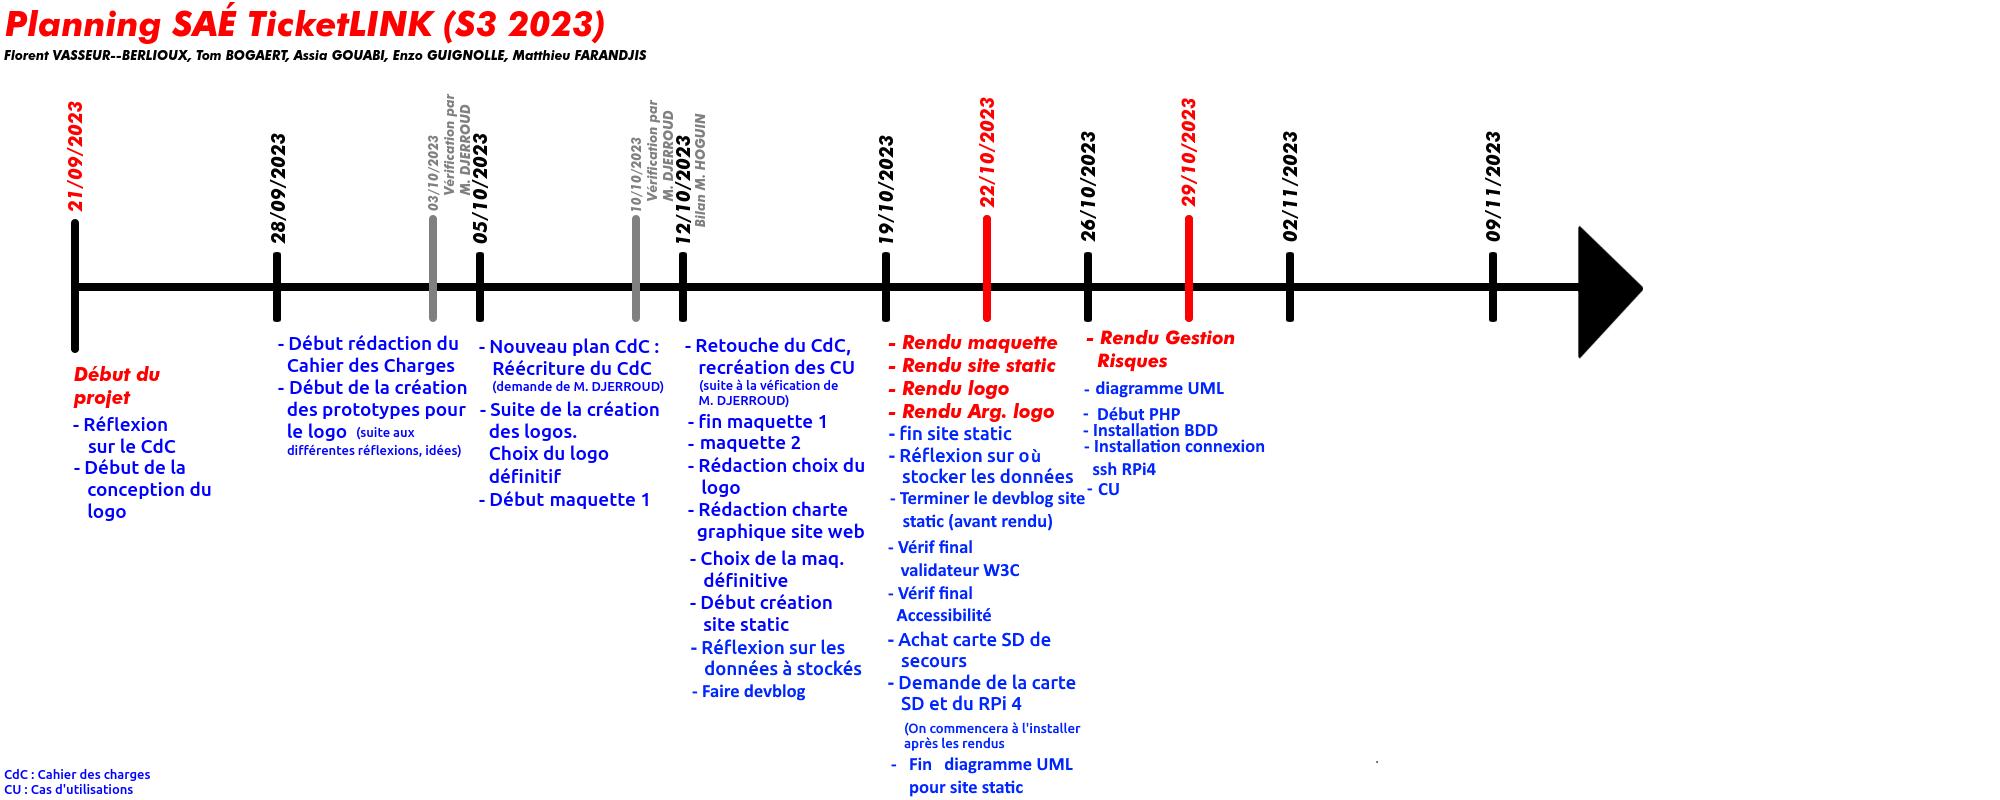 Planning SAÉ TicketLINK (S3 2023)
Florent VASSEUR--BERLIOUX, Tom BOGAERT, Assia GOUABI, Enzo GUIGNOLLE, Matthieu FARANDJIS
21/09/2023
28/09/2023
03/10/2023
Vérification par
M. DJERROUD
05/10/2023
10/10/2023
Vérification par
M. DJERROUD
12/10/2023
Bilan M. HOGUIN
19/10/2023
22/10/2023
26/10/2023
29/10/2023
02/11/2023
09/11/2023
Début du
projet
- Réflexion
sur le CdC
- Début de la
conception du
logo
- Début rédaction du
Cahier des Charges
- Début de la création
des prototypes pour
le logo (suite aux
différentes réflexions, idées)
- Nouveau plan CdC :
Réécriture du CdC
(demande de M. DJERROUD)
- Suite de la création
des logos.
Choix du logo
définitif
- Début maquette 1
- Retouche du CdC,
recréation des CU
(suite à la véfication de
M. DJERROUD)
- fin maquette 1
- maquette 2
- Rédaction choix du
logo
- Rédaction charte
graphique site web
- Choix de la maq.
définitive
- Début création
site static
- Réflexion sur les
données à stockés
- Faire devblog
- Rendu maquette
- Rendu site static
- Rendu logo
- Rendu Arg. logo
- fin site static
- Réflexion sur où
stocker les données
- Terminer le devblog site
static (avant rendu)
- Vérif final
validateur W3C
- Vérif final
Accessibilité
- Achat carte SD de
secours
- Demande de la carte
SD et du RPi 4
(On commencera à l'installer
après les rendus
- Fin diagramme UML
pour site static
- Rendu Gestion
Risques
- diagramme UML
- Début PHP
- Installation BDD
- Installation connexion
ssh RPi4
- CU
CdC : Cahier des charges
CU : Cas d'utilisations